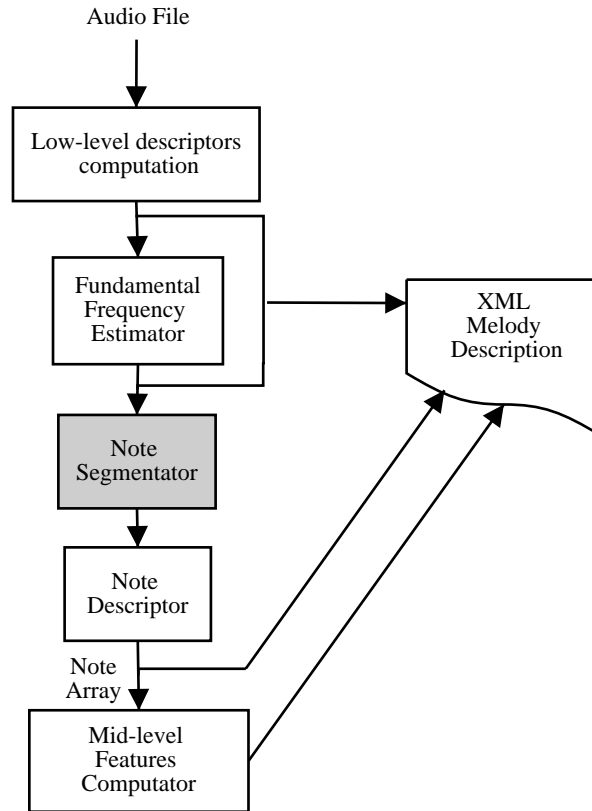 Audio File
Low-level descriptors
computation
Fundamental
Frequency
Estimator
XML
Melody
Description
Note
Segmentator
Note
Descriptor
Note
Array
Mid-level
Features
Computator